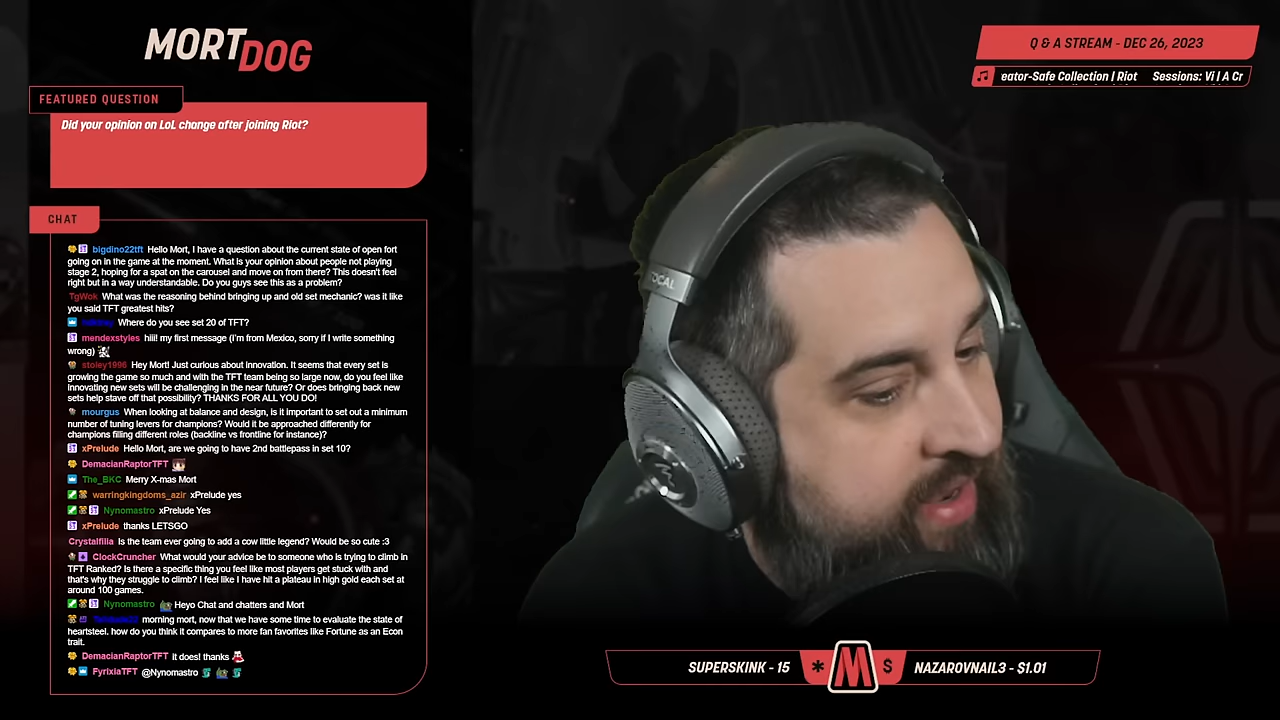 MORTDOG
Q & A STREAM - DEC 26, 2023
eator-Safe Collection | Riot Sessions: Vi | A Cr
FEATURED QUESTION
Did your opinion on LoL change after joining Riot?
CHAT
bigdino22tft Hello Mort, I have a question about the current state of open fort
going on in the game at the moment. What is your opinion about people not playing
stage 2, hoping for a spat on the carousel and move on from there? This doesn't feel
right but in a way understandable. Do you guys see this as a problem?
TgWok What was the reasoning behind bringing up and old set mechanic? was it like
you said TFT greatest hits?
Where do you see set 20 of TFT?
mendexstyles hiii! my first message (i'm from Mexico, sorry if I write something
wrong)
stoley1996 Hey Mort! Just curious about innovation. It seems that every set is
growing the game so much and with the TFT team being so large now, do you feel like
innovating new sets will be challenging in the near future? Or does bringing back new
sets help stave off that possibility? THANKS FOR ALL YOU DO!
mourgus When looking at balance and design, is it important to set out a minimum
number of tuning levers for champions? Would it be approached differently for
champions filling different roles (backline vs frontline for instance)?
xPrelude Hello Mort, are we going to have 2nd battlepass in set 10?
DemacianRaptorTFT
The_BKC Merry X-mas Mort
warringkingdoms_azir xPrelude yes
Nynomastro xPrelude Yes
xPrelude thanks LETSGO
Crystalfilia Is the team ever going to add a cow little legend? Would be so cute :3
ClockCruncher What would your advice be to someone who is trying to climb in
TFT Ranked? Is there a specific thing you feel like most players get stuck with and
that's why they struggle to climb? I feel like I have hit a plateau in high gold each set at
around 100 games.
Nynomastro Heyo Chat and chatters and Mort
morning mort, now that we have some time to evaluate the state of
heartsteel. how do you think it compares to more fan favorites like Fortune as an Econ
trait.
DemacianRaptorTFT it does! thanks
FyrixiaTFT @Nynomastro
FOCAL
SUPERSKINK - 15 * M $ NAZAROVNAIL3 - $1.01